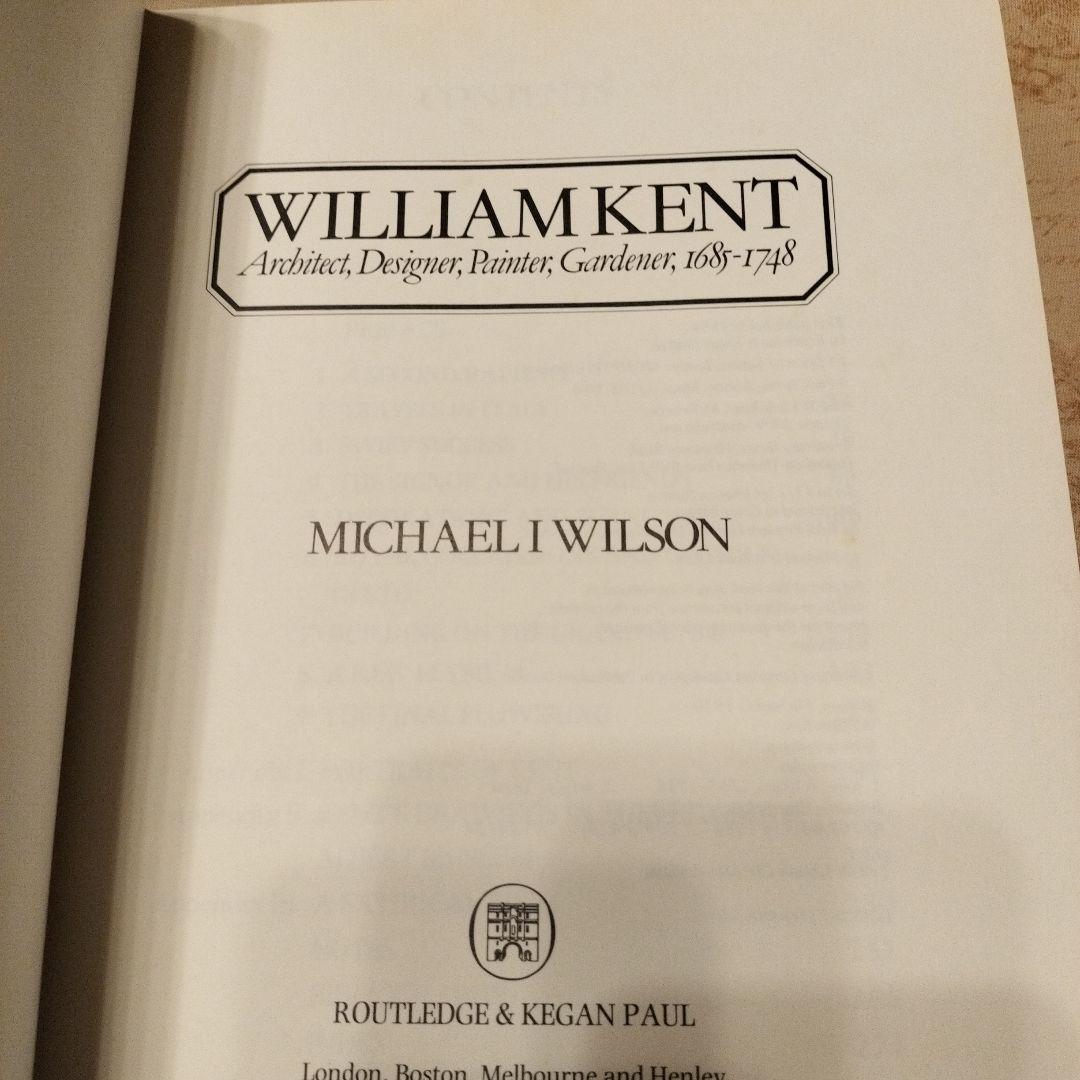 WILLIAM KENT
Architect, Designer, Painter, Gardener, 1685-1748
MICHAEL I WILSON
ROUTLEDGE & KEGAN PAUL
London, Boston, Melbourne and Henley